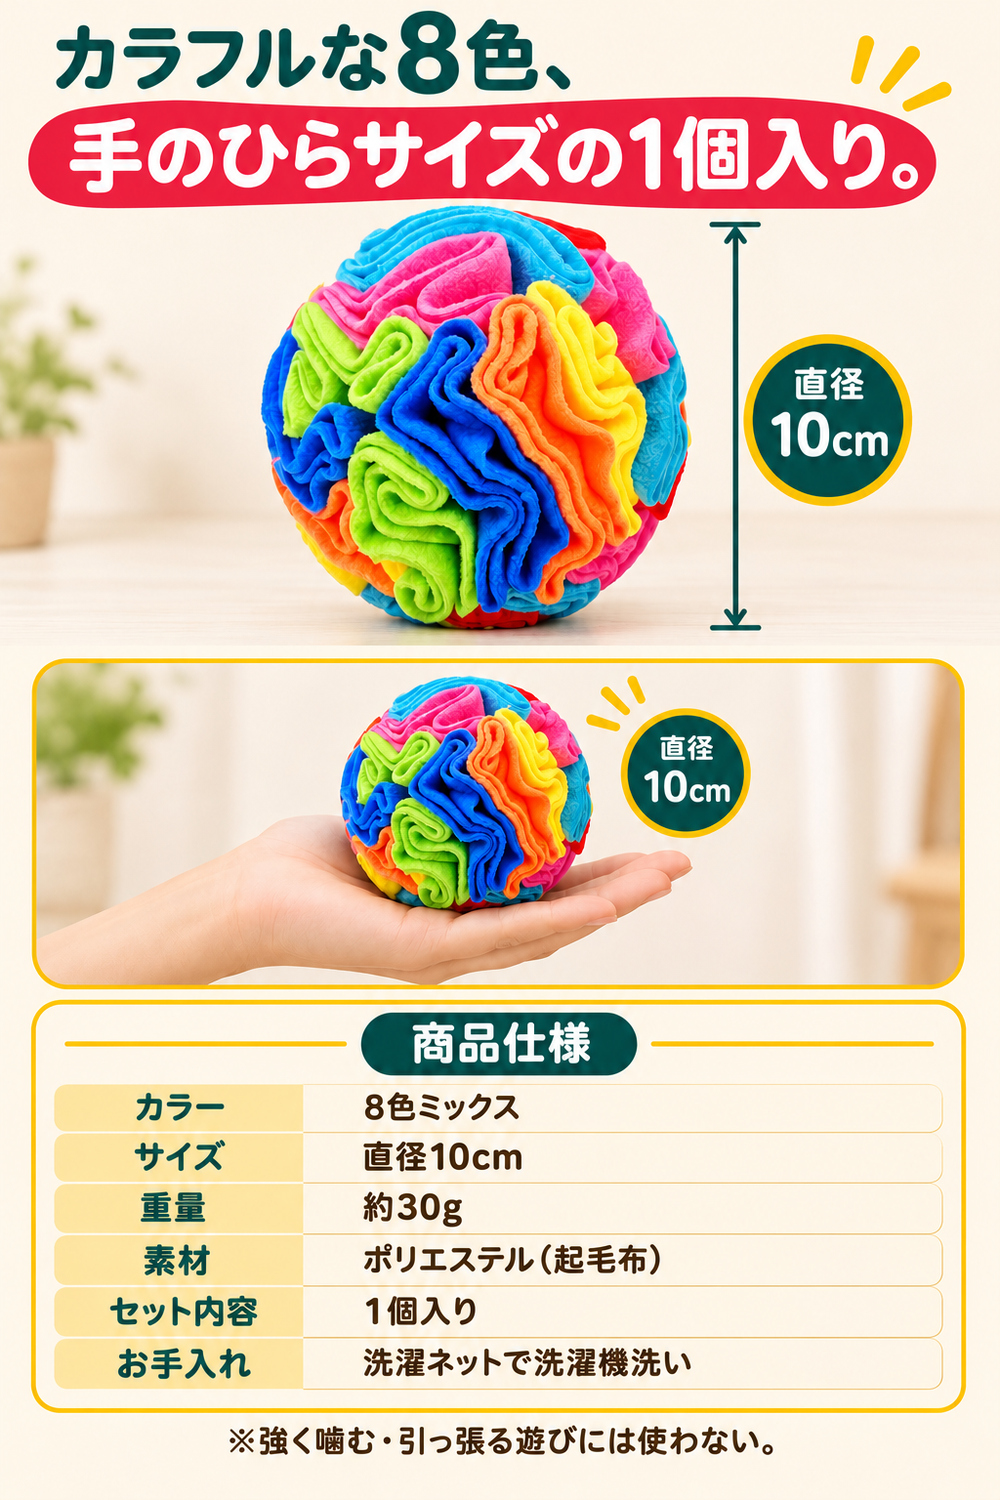 カラフルな8色、
手のひらサイズの1個入り。
直径
10cm
直径
10cm
商品仕様
カラー 8色ミックス
サイズ 直径10cm
重量 約30g
素材 ポリエステル（起毛布）
セット内容 1個入り
お手入れ 洗濯ネットで洗濯機洗い
※強く噛む・引っ張る遊びには使わない。